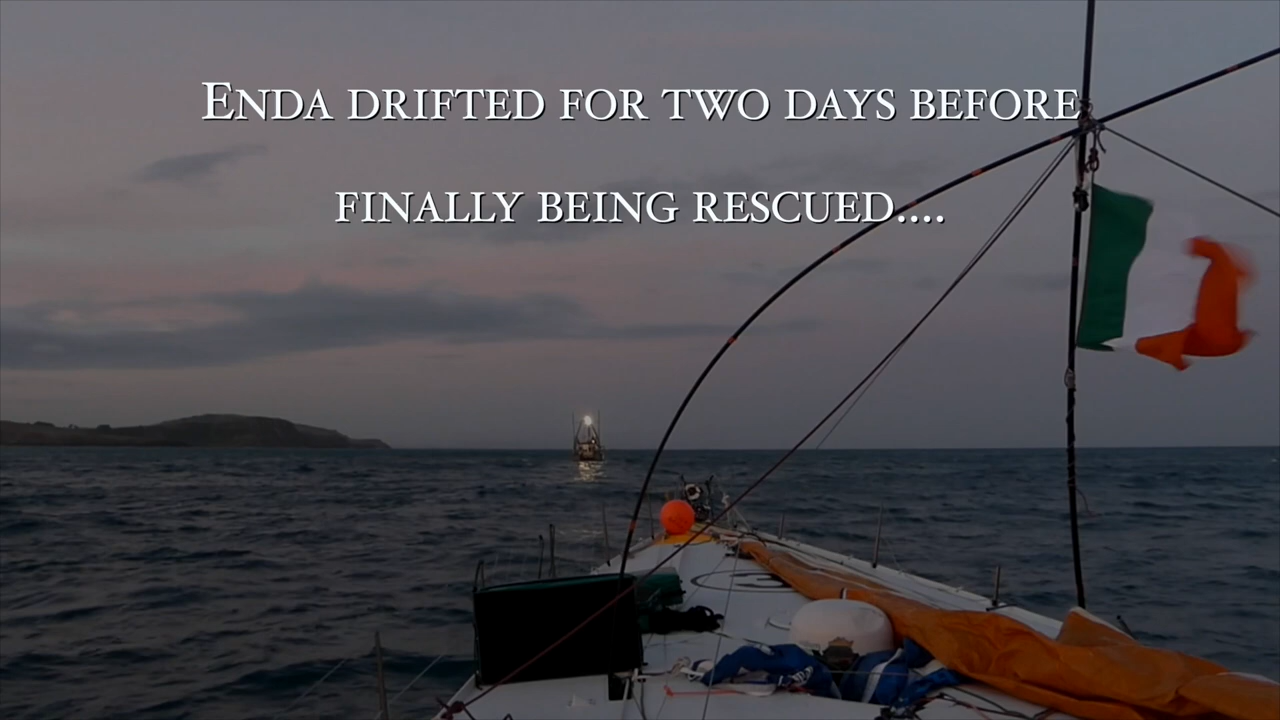 Enda drifted for two days before
finally being rescued....